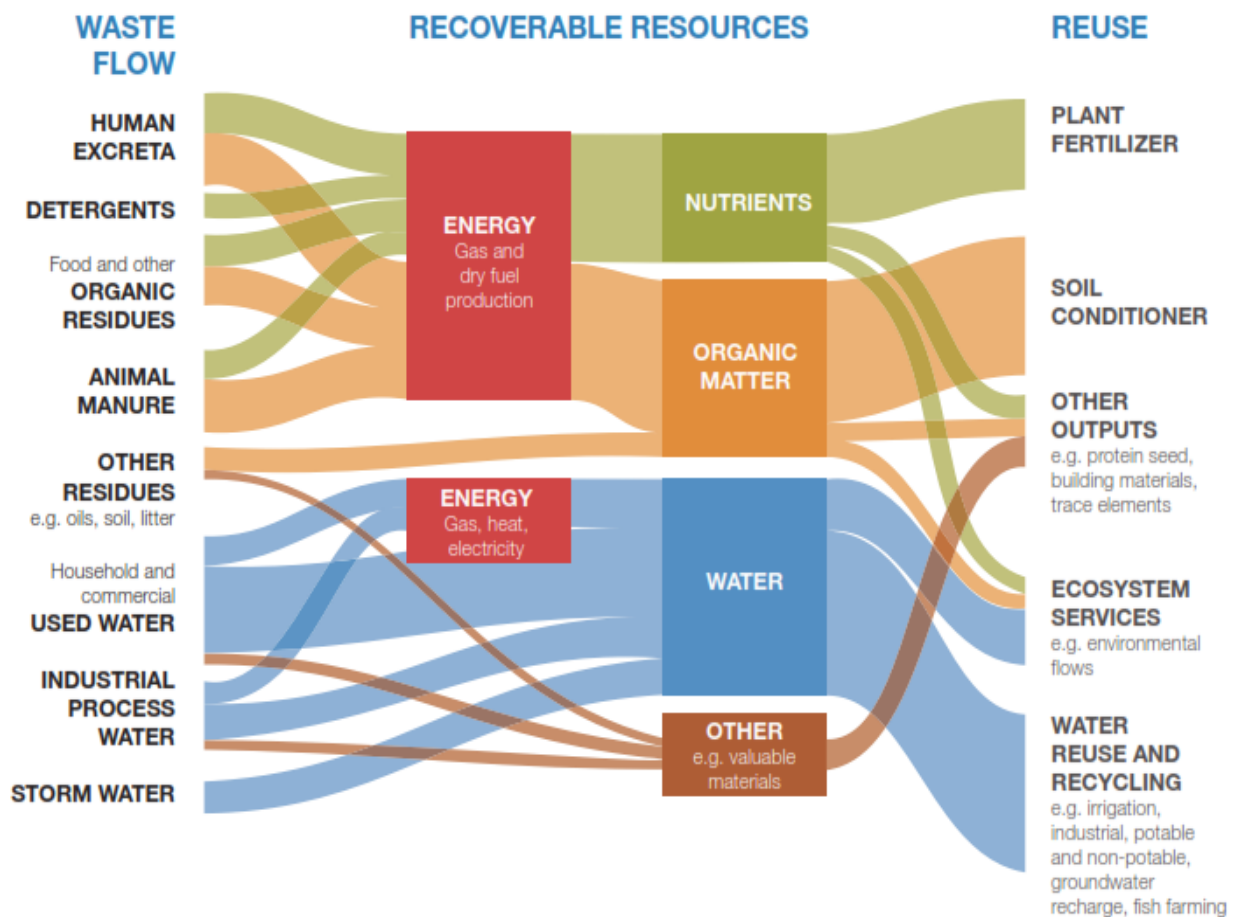 WASTE
FLOW
RECOVERABLE RESOURCES
REUSE
HUMAN
EXCRETA
DETERGENTS
Food and other
ORGANIC
RESIDUES
ANIMAL
MANURE
OTHER
RESIDUES
e.g. oils, soil, litter
Household and
commercial
USED WATER
INDUSTRIAL
PROCESS
WATER
STORM WATER
ENERGY
Gas and
dry fuel
production
ENERGY
Gas, heat,
electricity
NUTRIENTS
ORGANIC
MATTER
WATER
OTHER
e.g. valuable
materials
PLANT
FERTILIZER
SOIL
CONDITIONER
OTHER
OUTPUTS
e.g. protein seed,
building materials,
trace elements
ECOSYSTEM
SERVICES
e.g. environmental
flows
WATER
REUSE AND
RECYCLING
e.g. irrigation,
industrial, potable
and non-potable,
groundwater
recharge, fish farming